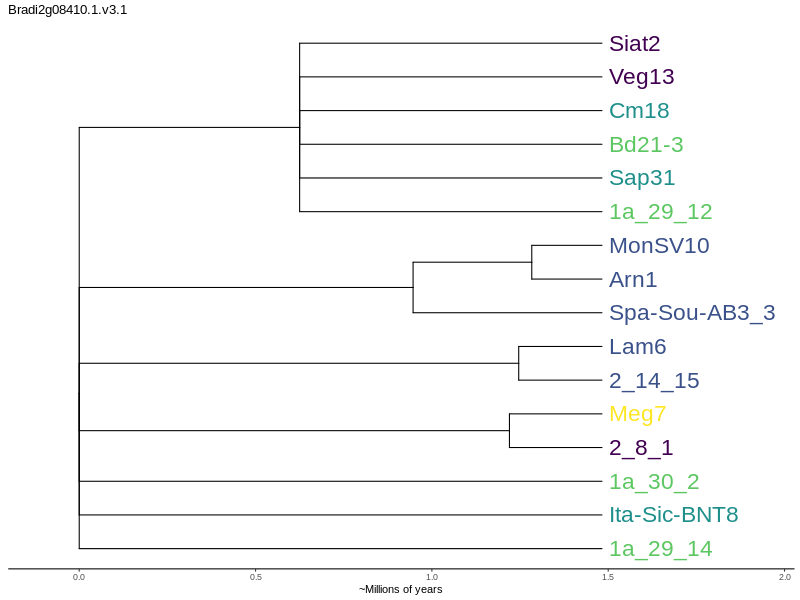 Bradi2g08410.1.v3.1
Siat2
Veg13
Cm18
Bd21-3
Sap31
1a_29_12
MonSV10
Arn1
Spa-Sou-AB3_3
Lam6
2_14_15
Meg7
2_8_1
1a_30_2
Ita-Sic-BNT8
1a_29_14
0.0 0.5 1.0 1.5 2.0
~Millions of years